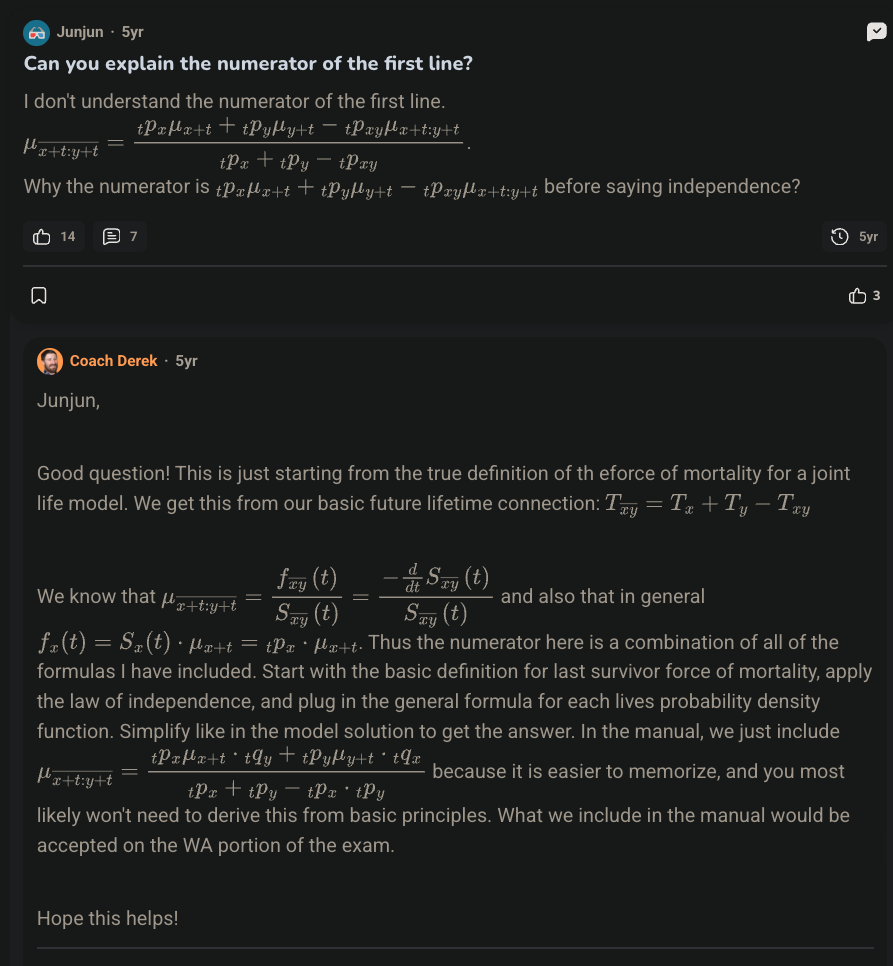 Junjun · 5yr
Can you explain the numerator of the first line?
I don't understand the numerator of the first line.
$\mu_{\overline{x+t:y+t}} = \dfrac{{}_tp_x\mu_{x+t} + {}_tp_y\mu_{y+t} - {}_tp_{xy}\mu_{x+t:y+t}}{{}_tp_x + {}_tp_y - {}_tp_{xy}}$.
Why the numerator is ${}_tp_x\mu_{x+t} + {}_tp_y\mu_{y+t} - {}_tp_{xy}\mu_{x+t:y+t}$ before saying independence?
14 7 5yr
3
Coach Derek · 5yr
Junjun,
Good question! This is just starting from the true definition of th eforce of mortality for a joint
life model. We get this from our basic future lifetime connection: $T_{\overline{xy}} = T_x + T_y - T_{xy}$
We know that $\mu_{\overline{x+t:y+t}} = \dfrac{f_{\overline{xy}}(t)}{S_{\overline{xy}}(t)} = \dfrac{-\frac{d}{dt}S_{\overline{xy}}(t)}{S_{\overline{xy}}(t)}$ and also that in general
$f_x(t) = S_x(t) \cdot \mu_{x+t} = {}_tp_x \cdot \mu_{x+t}$. Thus the numerator here is a combination of all of the
formulas I have included. Start with the basic definition for last survivor force of mortality, apply
the law of independence, and plug in the general formula for each lives probability density
function. Simplify like in the model solution to get the answer. In the manual, we just include
$\mu_{\overline{x+t:y+t}} = \dfrac{{}_tp_x\mu_{x+t} \cdot {}_tq_y + {}_tp_y\mu_{y+t} \cdot {}_tq_x}{{}_tp_x + {}_tp_y - {}_tp_x \cdot {}_tp_y}$ because it is easier to memorize, and you most
likely won't need to derive this from basic principles. What we include in the manual would be
accepted on the WA portion of the exam.
Hope this helps!